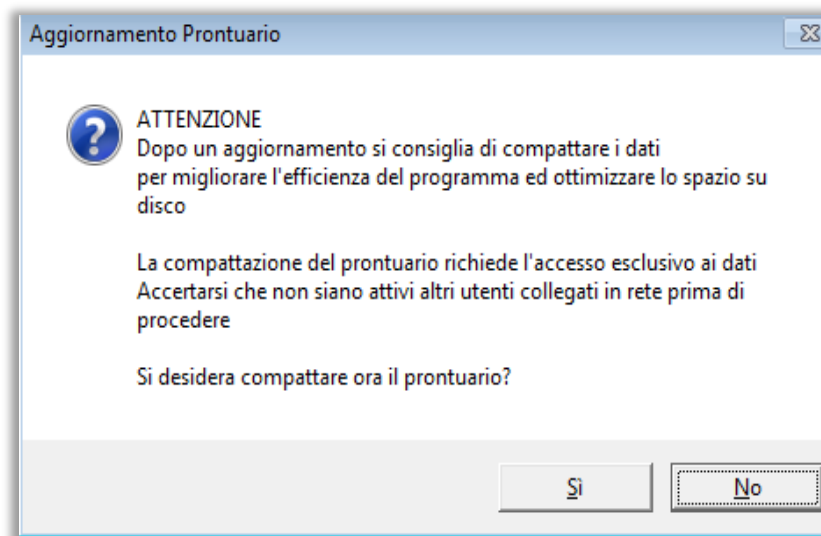 Aggiornamento Prontuario
ATTENZIONE
Dopo un aggiornamento si consiglia di compattare i dati
per migliorare l'efficienza del programma ed ottimizzare lo spazio su
disco
La compattazione del prontuario richiede l'accesso esclusivo ai dati
Accertarsi che non siano attivi altri utenti collegati in rete prima di
procedere
Si desidera compattare ora il prontuario?
Sì No